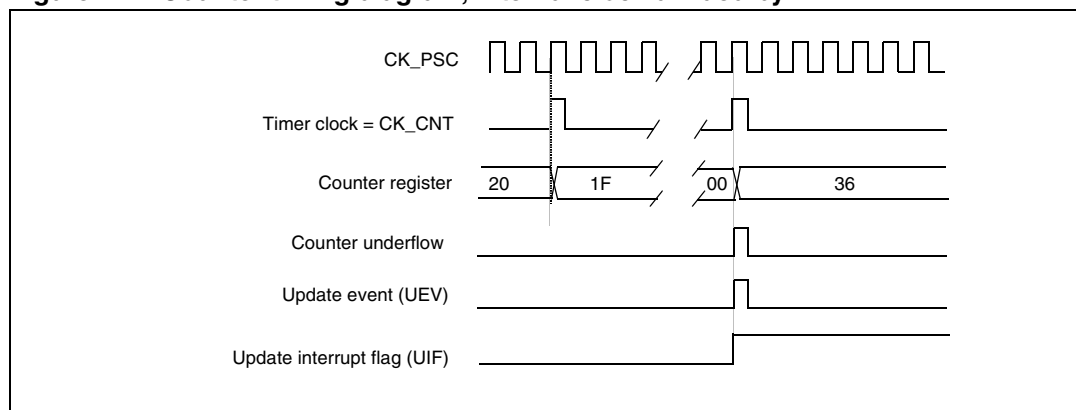 CK_PSC
Timer clock = CK_CNT
Counter register
20 1F 00 36
Counter underflow
Update event (UEV)
Update interrupt flag (UIF)